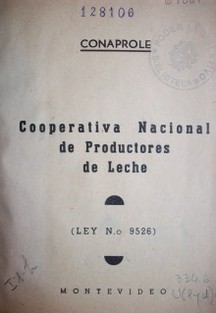 128106
CONAPROLE
Cooperativa Nacional
de Productores
de Leche
(LEY N.o 9526)
MONTEVIDEO